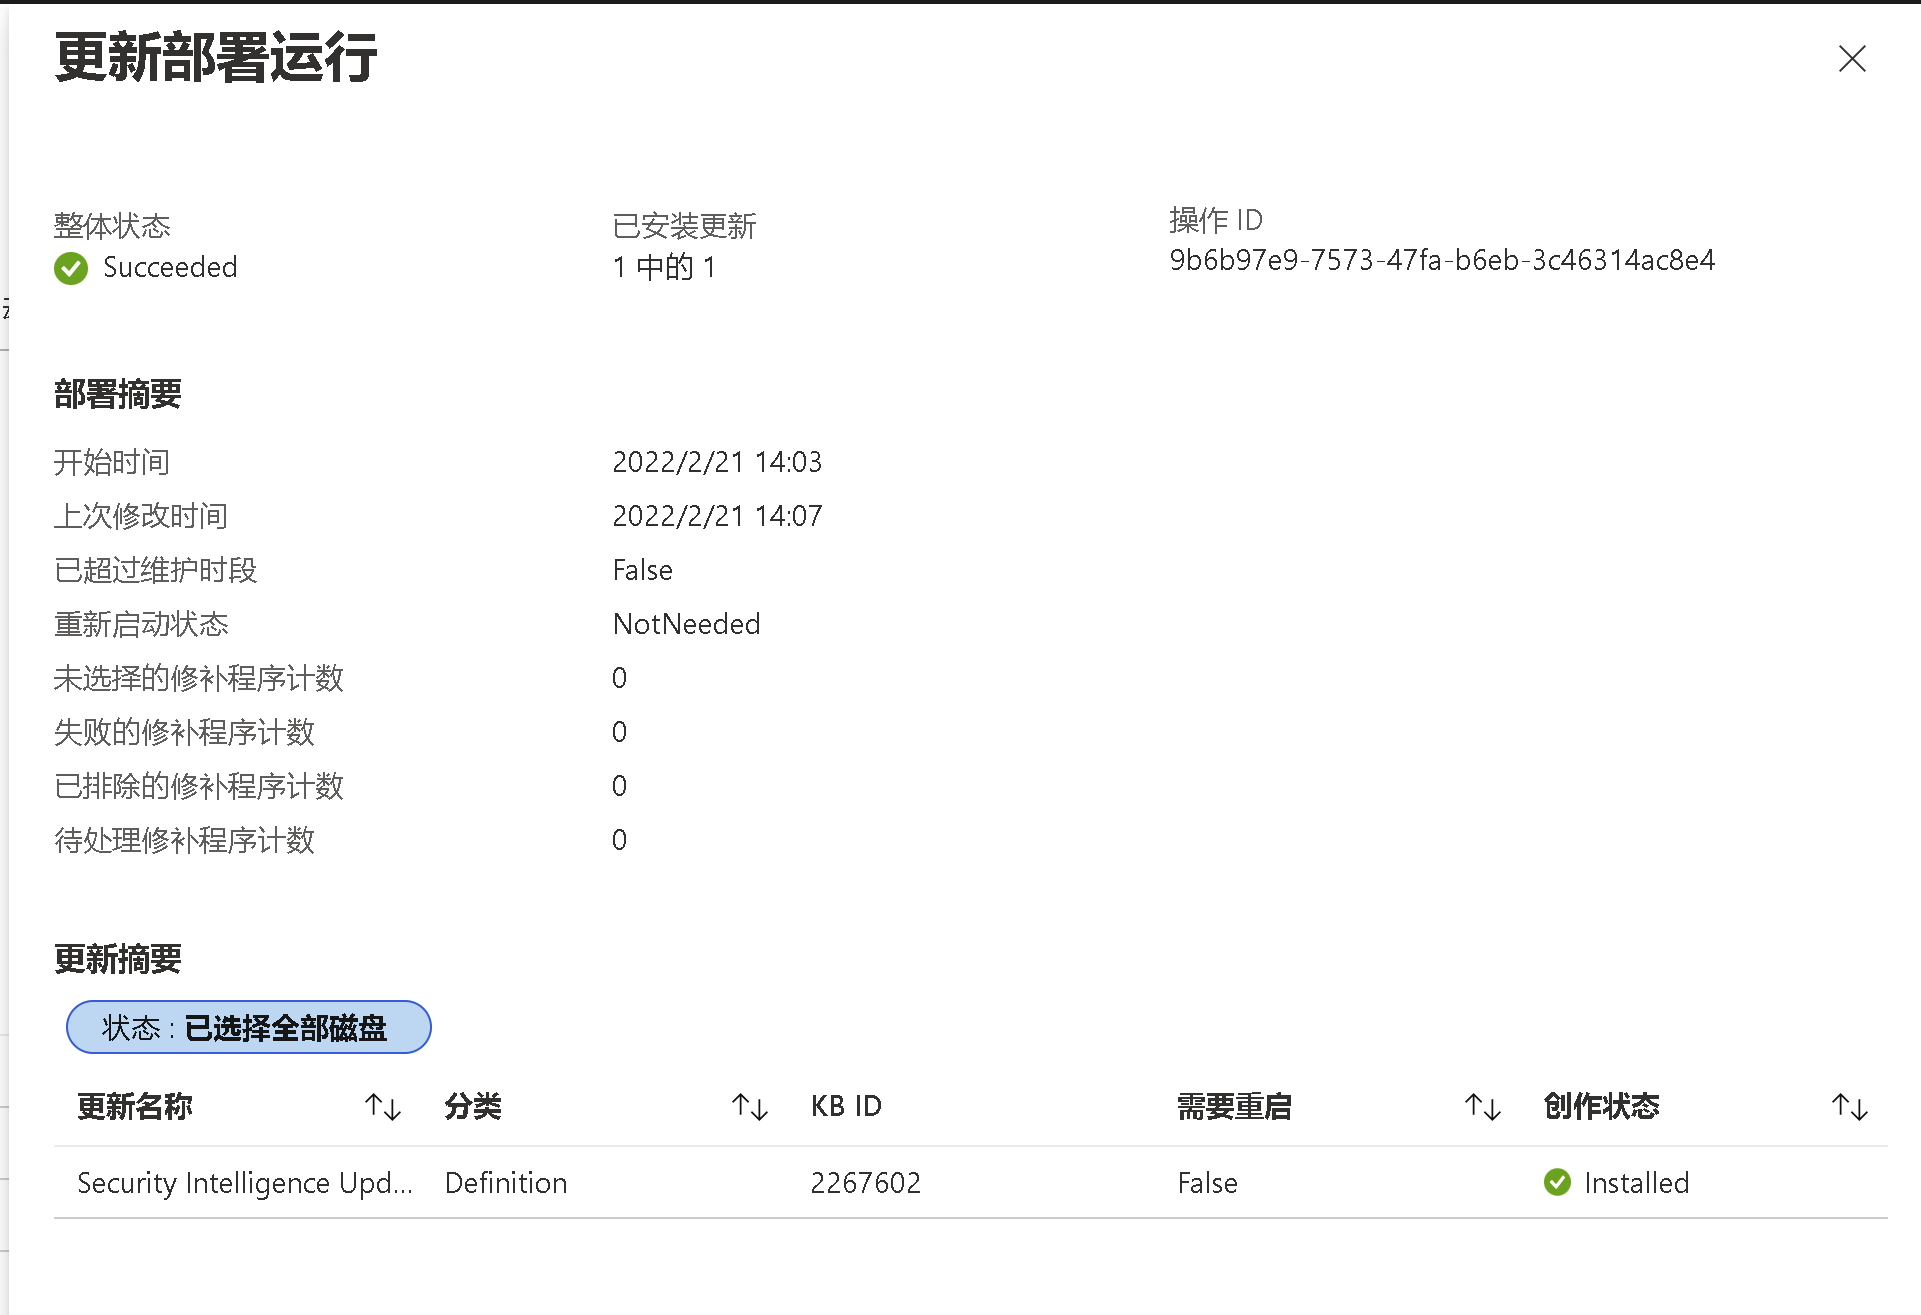 更新部署运行
整体状态
Succeeded
已安装更新
1 中的 1
操作 ID
9b6b97e9-7573-47fa-b6eb-3c46314ac8e4
部署摘要
开始时间 2022/2/21 14:03
上次修改时间 2022/2/21 14:07
已超过维护时段 False
重新启动状态 NotNeeded
未选择的修补程序计数 0
失败的修补程序计数 0
已排除的修补程序计数 0
待处理修补程序计数 0
更新摘要
状态 : 已选择全部磁盘
更新名称 分类 KB ID 需要重启 创作状态
Security Intelligence Upd... Definition 2267602 False Installed